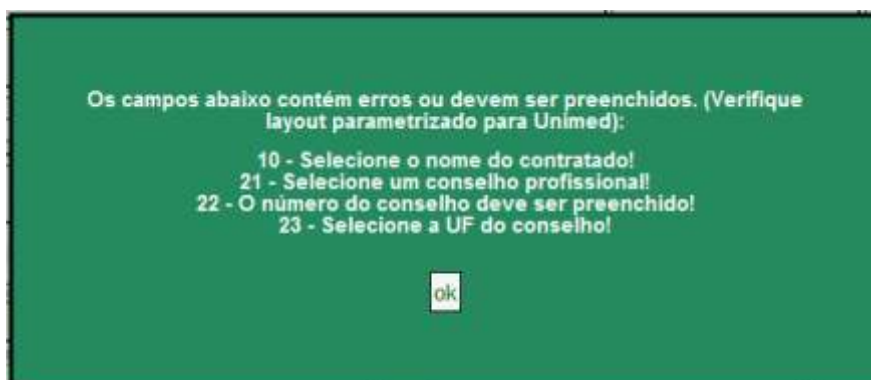 Os campos abaixo contém erros ou devem ser preenchidos. (Verifique
layout parametrizado para Unimed):
10 - Selecione o nome do contratado!
21 - Selecione um conselho profissional!
22 - O número do conselho deve ser preenchido!
23 - Selecione a UF do conselho!
ok